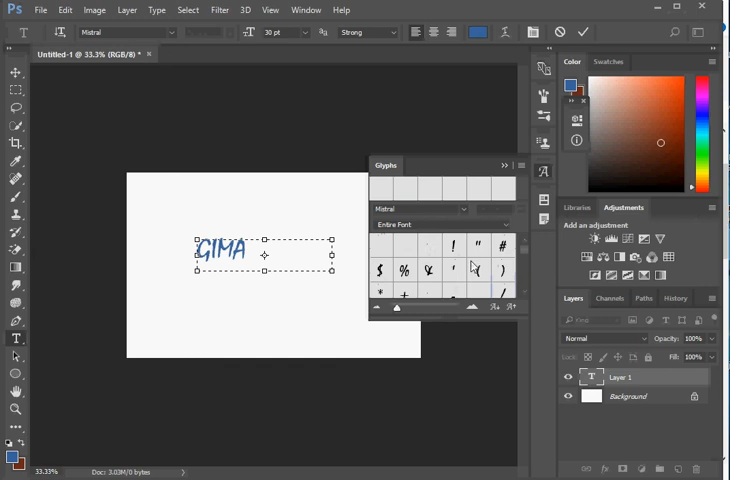 Ps File Edit Image Layer Type Select Filter 3D View Window Help
T Mistral 30 pt aa Strong
Untitled-1 @ 33.3% (RGB/8) * ×
Color Swatches
Glyphs
Mistral
Entire Font
! " #
$ % & ' ( )
* + - /
GIMA
Libraries Adjustments
Add an adjustment
Layers Channels Paths History
Find
Normal Opacity: 100%
Lock: Fill: 100%
T Layer 1
Background
33.33% Doc: 3.03M/0 bytes